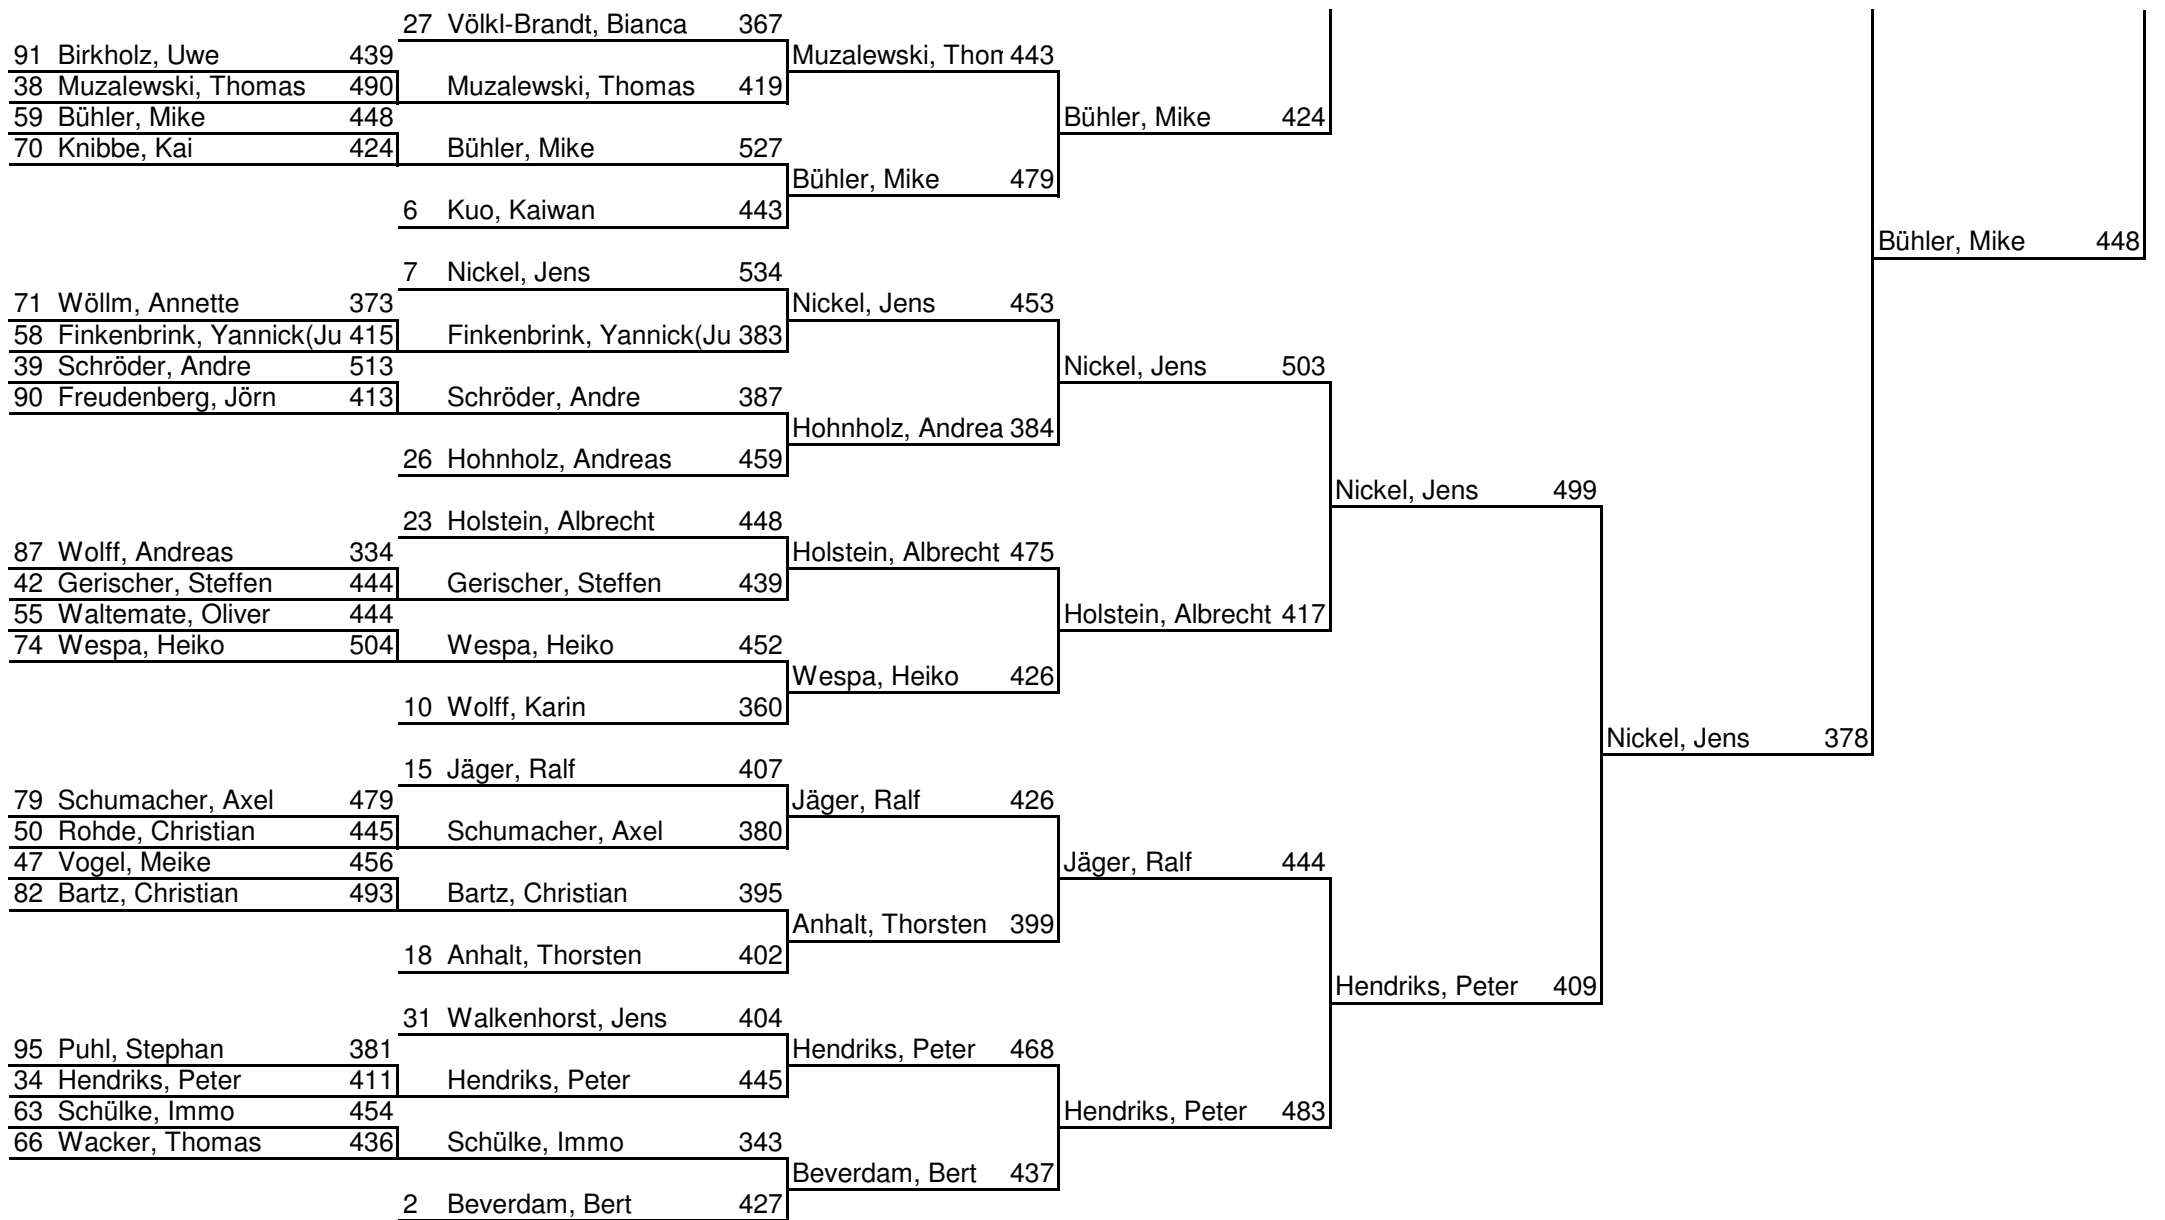 27 Völkl-Brandt, Bianca 367
91 Birkholz, Uwe 439 Muzalewski, Thom 443
38 Muzalewski, Thomas 490 Muzalewski, Thomas 419
59 Bühler, Mike 448 Bühler, Mike 424
70 Knibbe, Kai 424 Bühler, Mike 527
Bühler, Mike 479
6 Kuo, Kaiwan 443
Bühler, Mike 448
7 Nickel, Jens 534
71 Wöllm, Annette 373 Nickel, Jens 453
58 Finkenbrink, Yannick(Ju 415 Finkenbrink, Yannick(Ju 383
39 Schröder, Andre 513 Nickel, Jens 503
90 Freudenberg, Jörn 413 Schröder, Andre 387
Hohnholz, Andrea 384
26 Hohnholz, Andreas 459
Nickel, Jens 499
23 Holstein, Albrecht 448
87 Wolff, Andreas 334 Holstein, Albrecht 475
42 Gerischer, Steffen 444 Gerischer, Steffen 439
55 Waltemate, Oliver 444 Holstein, Albrecht 417
74 Wespa, Heiko 504 Wespa, Heiko 452
Wespa, Heiko 426
10 Wolff, Karin 360
Nickel, Jens 378
15 Jäger, Ralf 407
79 Schumacher, Axel 479 Jäger, Ralf 426
50 Rohde, Christian 445 Schumacher, Axel 380
47 Vogel, Meike 456 Jäger, Ralf 444
82 Bartz, Christian 493 Bartz, Christian 395
Anhalt, Thorsten 399
18 Anhalt, Thorsten 402
Hendriks, Peter 409
31 Walkenhorst, Jens 404
95 Puhl, Stephan 381 Hendriks, Peter 468
34 Hendriks, Peter 411 Hendriks, Peter 445
63 Schülke, Immo 454 Hendriks, Peter 483
66 Wacker, Thomas 436 Schülke, Immo 343
Beverdam, Bert 437
2 Beverdam, Bert 427